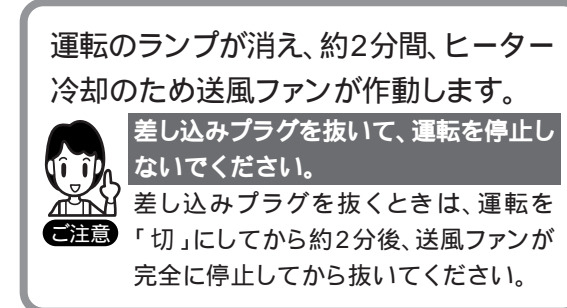 運転のランプが消え、約2分間、ヒーター
冷却のため送風ファンが作動します。
差し込みプラグを抜いて、運転を停止し
ないでください。
差し込みプラグを抜くときは、運転を
「切」にしてから約2分後、送風ファンが
完全に停止してから抜いてください。
ご注意